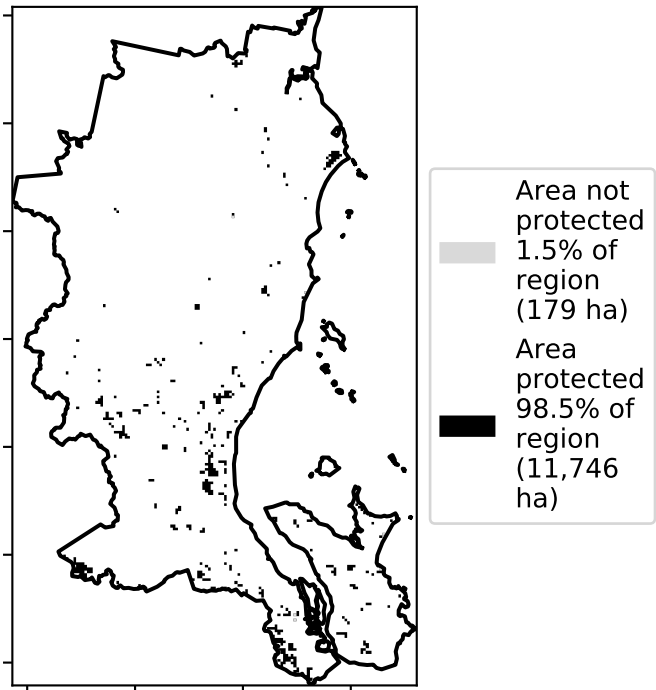 Area not
protected
1.5% of
region
(179 ha)
Area
protected
98.5% of
region
(11,746
ha)